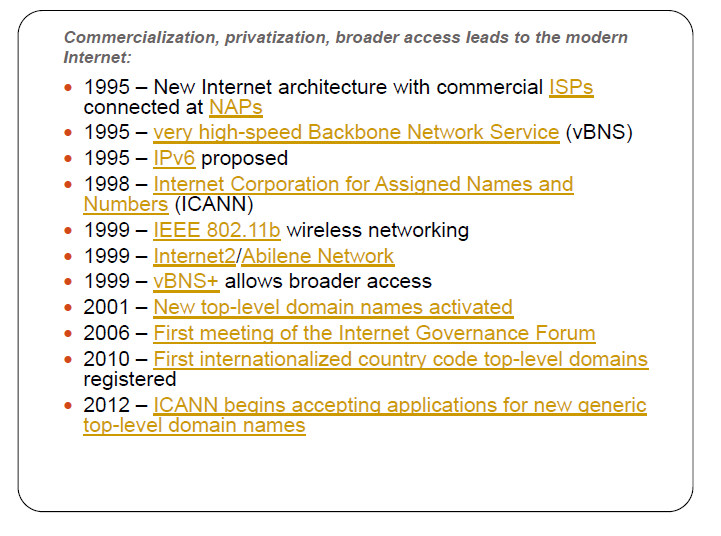 Commercialization, privatization, broader access leads to the modern
Internet:
• 1995 – New Internet architecture with commercial ISPs
connected at NAPs
• 1995 – very high-speed Backbone Network Service (vBNS)
• 1995 – IPv6 proposed
• 1998 – Internet Corporation for Assigned Names and
Numbers (ICANN)
• 1999 – IEEE 802.11b wireless networking
• 1999 – Internet2/Abilene Network
• 1999 – vBNS+ allows broader access
• 2001 – New top-level domain names activated
• 2006 – First meeting of the Internet Governance Forum
• 2010 – First internationalized country code top-level domains
registered
• 2012 – ICANN begins accepting applications for new generic
top-level domain names